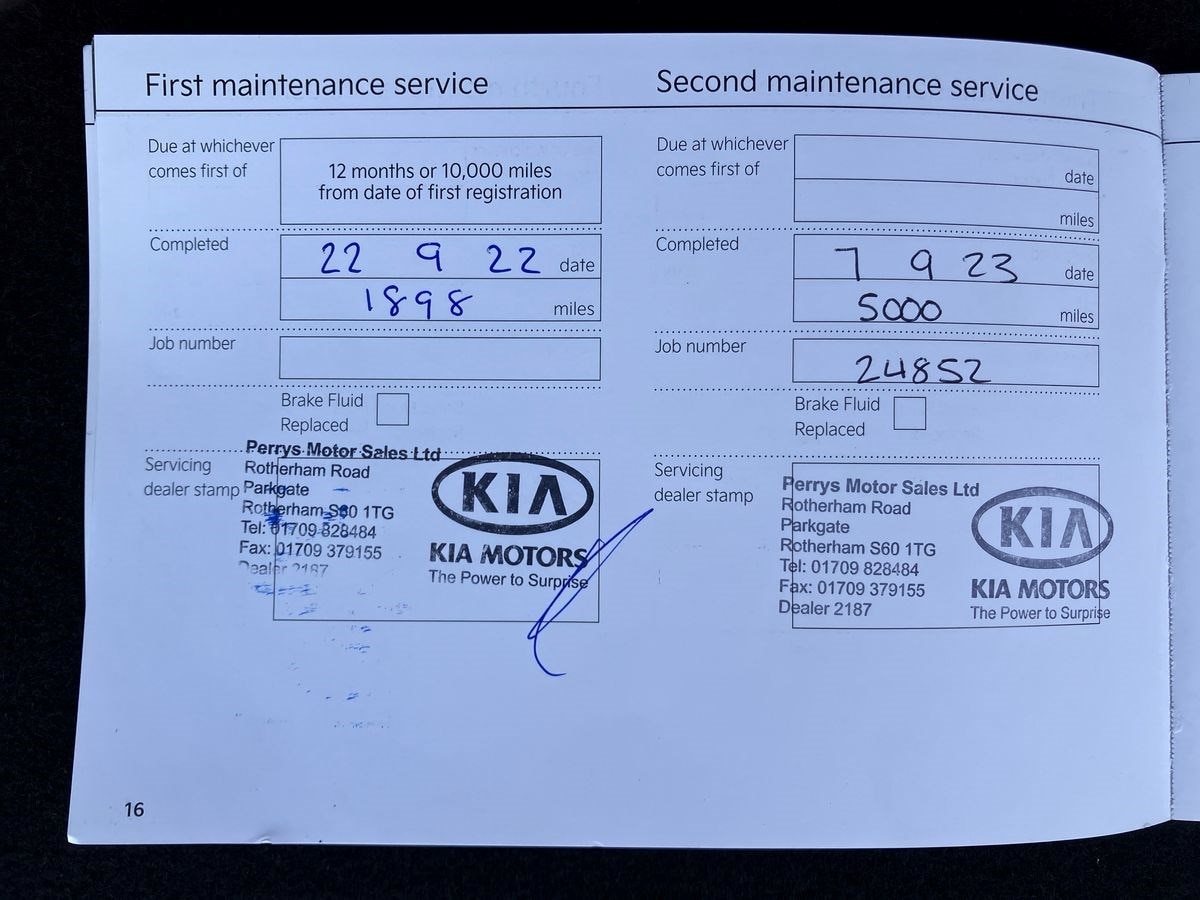 First maintenance service
Due at whichever
comes first of
12 months or 10,000 miles
from date of first registration
Completed
22 9 22 date
1898 miles
Job number
Brake Fluid
Replaced
Servicing
dealer stamp
Perrys Motor Sales Ltd
Rotherham Road
Parkgate
Rotherham S60 1TG
Tel: 01709 828484
Fax: 01709 379155
Dealer 2187
KIA
KIA MOTORS
The Power to Surprise
16
Second maintenance service
Due at whichever
comes first of
date
miles
Completed
7 9 23 date
5000 miles
Job number
24852
Brake Fluid
Replaced
Servicing
dealer stamp
Perrys Motor Sales Ltd
Rotherham Road
Parkgate
Rotherham S60 1TG
Tel: 01709 828484
Fax: 01709 379155
Dealer 2187
KIA
KIA MOTORS
The Power to Surprise